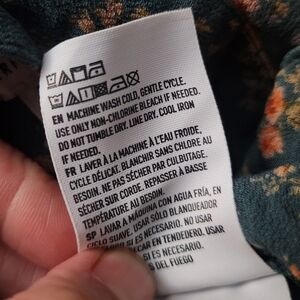 EN MACHINE WASH COLD, GENTLE CYCLE.
USE ONLY NON-CHLORINE BLEACH IF NEEDED.
DO NOT TUMBLE DRY. LINE DRY. COOL IRON
IF NEEDED.
FR LAVER À LA MACHINE À L'EAU FROIDE,
CYCLE DÉLICAT. BLANCHIR SANS CHLORE AU
BESOIN. NE PAS SÉCHER PAR CULBUTAGE.
SÉCHER SUR CORDE. REPASSER À BASSE
TEMPÉRATURE AU BESOIN.
SP LAVAR A MÁQUINA CON AGUA FRÍA, EN
CICLO SUAVE. USAR SÓLO BLANQUEADOR
SI ES NECESARIO. NO USAR
CAR EN TENDEDERO. USAR
SI ES NECESARIO.
DEL FUEGO